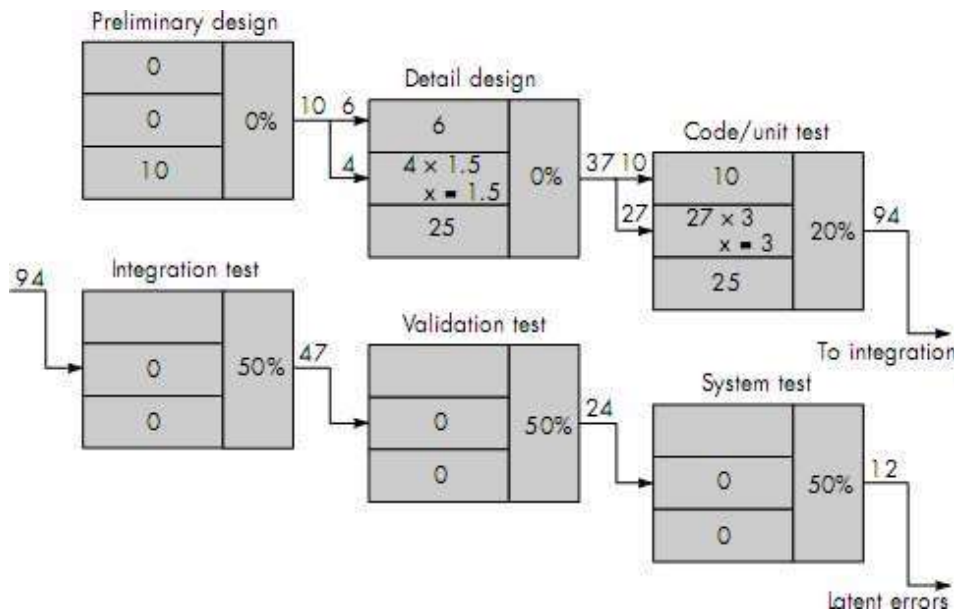 Preliminary design
0
0
10
0%
10 6
4
Detail design
6
4 × 1.5
x = 1.5
25
0%
37 10
27
Code/unit test
10
27 × 3
x = 3
25
20%
94
To integration
94
Integration test
0
0
50%
47
Validation test
0
0
50%
24
System test
0
0
50%
12
Latent errors